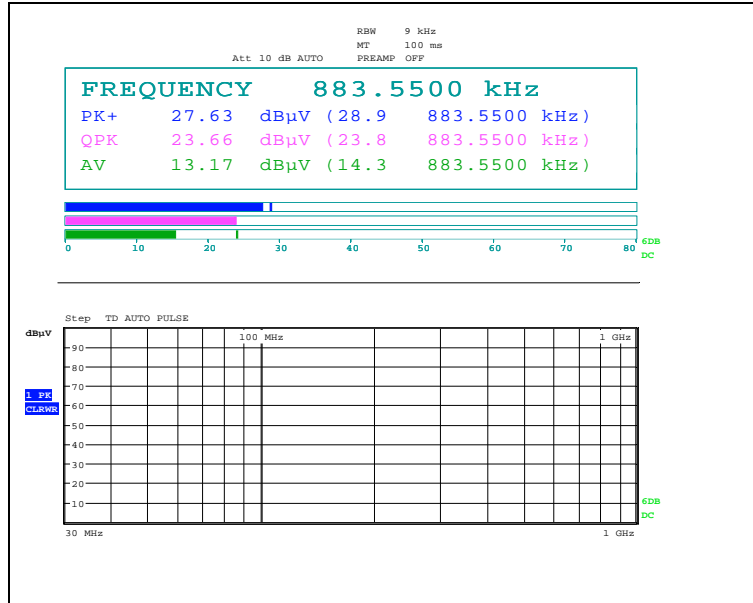 RBW 9 kHz
MT 100 ms
Att 10 dB AUTO PREAMP OFF
FREQUENCY 883.5500 kHz
PK+ 27.63 dBµV (28.9 883.5500 kHz)
QPK 23.66 dBµV (23.8 883.5500 kHz)
AV 13.17 dBµV (14.3 883.5500 kHz)
0 10 20 30 40 50 60 70 80 6DB
DC
Step TD AUTO PULSE
dBµV
100 MHz 1 GHz
90
80
70
1 PK
CLRWR
60
50
40
30
20
10
6DB
DC
30 MHz 1 GHz